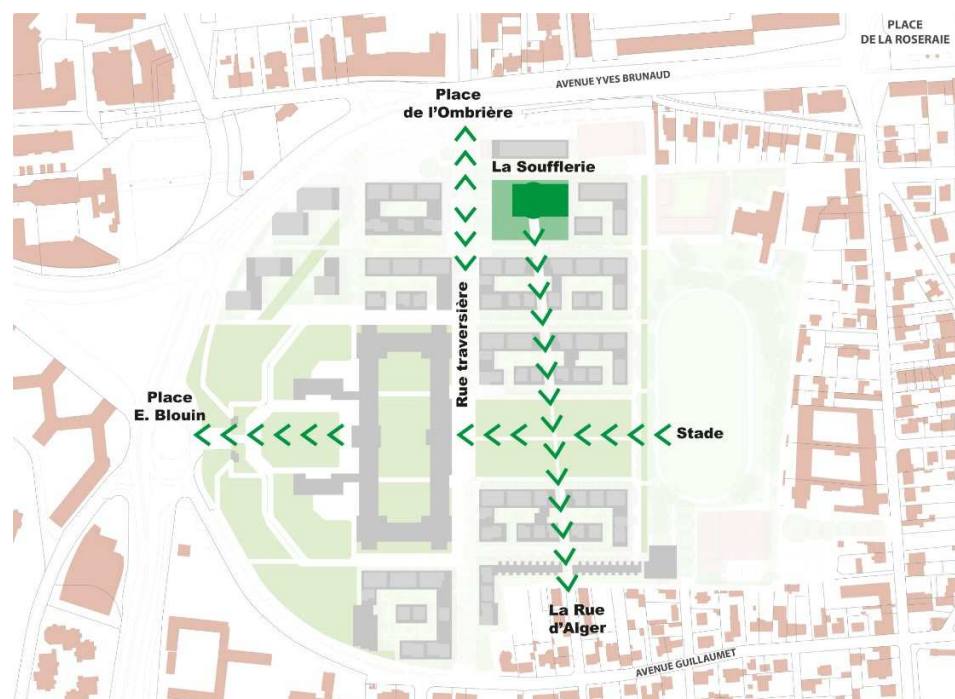 PLACE
DE LA ROSERAIE
AVENUE YVES BRUNAUD
Place
de l'Ombrière
La Soufflerie
Rue traversière
Place
E. Blouin
Stade
La Rue
d'Alger
AVENUE GUILLAUMET